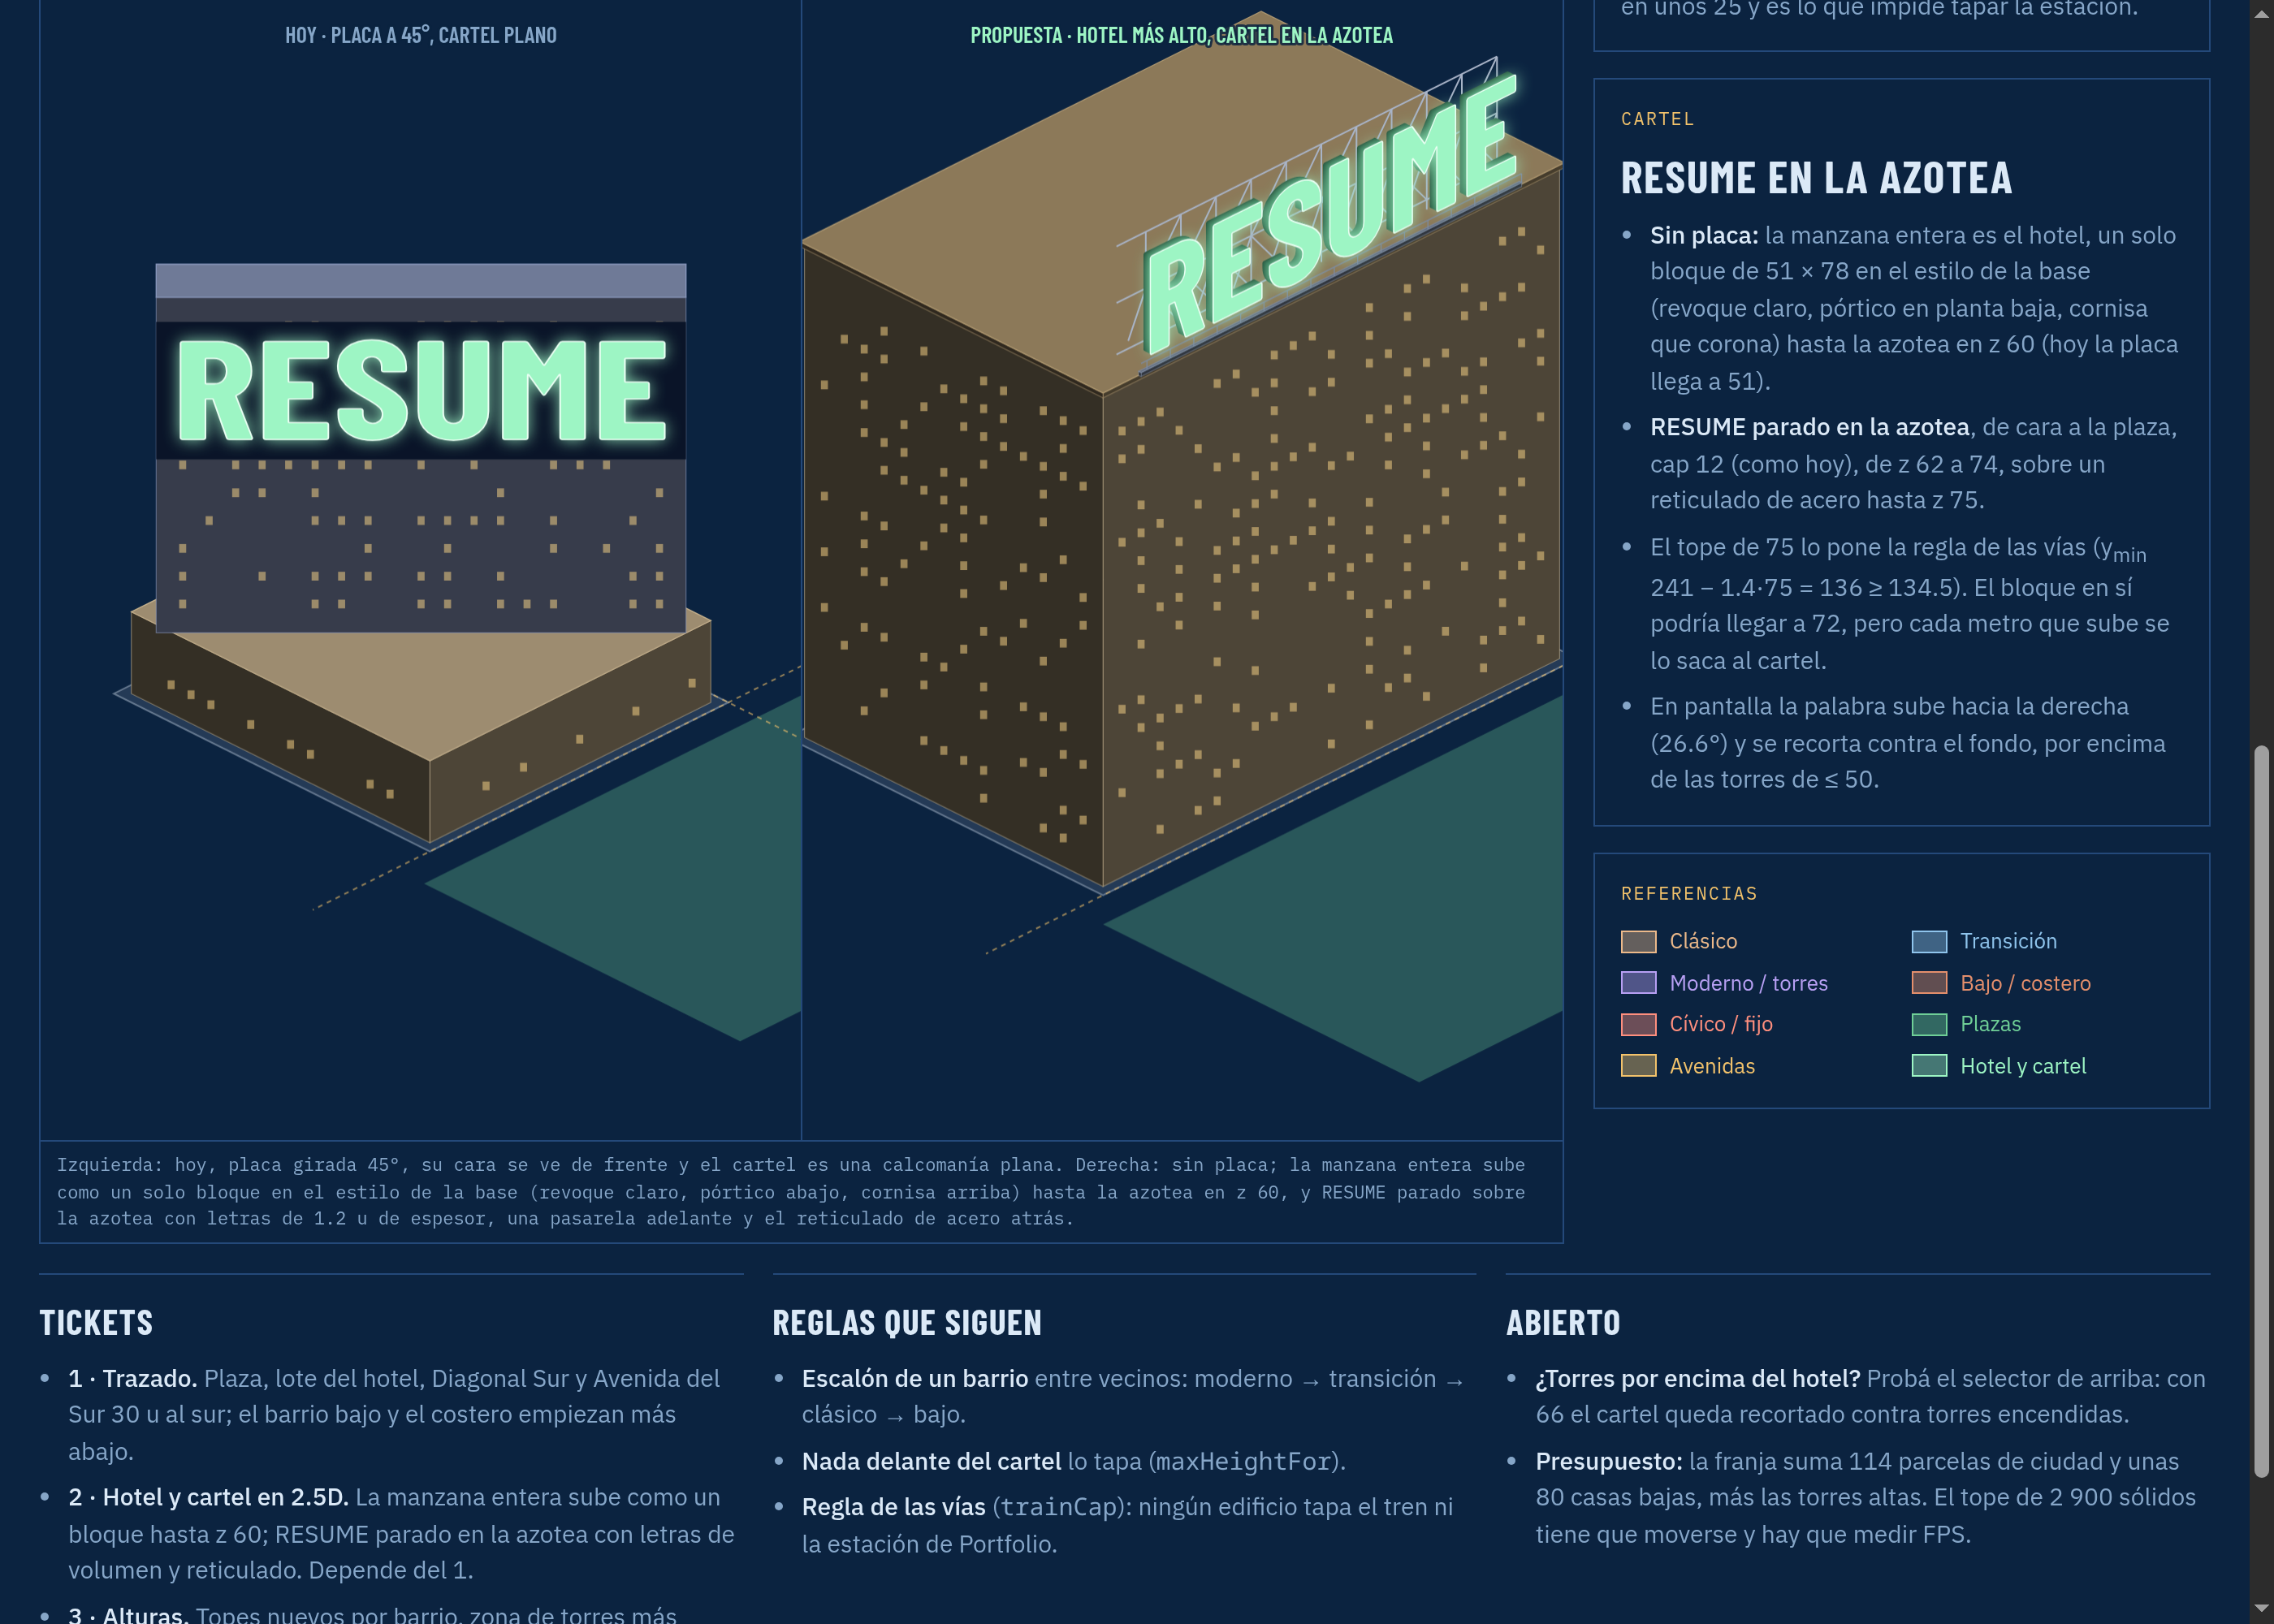 HOY · PLACA A 45°, CARTEL PLANO
RESUME
PROPUESTA · HOTEL MÁS ALTO, CARTEL EN LA AZOTEA
RESUME
Izquierda: hoy, placa girada 45°, su cara se ve de frente y el cartel es una calcomanía plana. Derecha: sin placa; la manzana entera sube
como un solo bloque en el estilo de la base (revoque claro, pórtico abajo, cornisa arriba) hasta la azotea en z 60, y RESUME parado sobre
la azotea con letras de 1.2 u de espesor, una pasarela adelante y el reticulado de acero atrás.
en unos 25 y es lo que impide tapar la estación.
CARTEL
RESUME EN LA AZOTEA
• Sin placa: la manzana entera es el hotel, un solo
bloque de 51 × 78 en el estilo de la base
(revoque claro, pórtico en planta baja, cornisa
que corona) hasta la azotea en z 60 (hoy la placa
llega a 51).
• RESUME parado en la azotea, de cara a la plaza,
cap 12 (como hoy), de z 62 a 74, sobre un
reticulado de acero hasta z 75.
• El tope de 75 lo pone la regla de las vías (ymin
241 − 1.4·75 = 136 ≥ 134.5). El bloque en sí
podría llegar a 72, pero cada metro que sube se
lo saca al cartel.
• En pantalla la palabra sube hacia la derecha
(26.6°) y se recorta contra el fondo, por encima
de las torres de ≤ 50.
REFERENCIAS
Clásico
Transición
Moderno / torres
Bajo / costero
Cívico / fijo
Plazas
Avenidas
Hotel y cartel
TICKETS
• 1 · Trazado. Plaza, lote del hotel, Diagonal Sur y Avenida del
Sur 30 u al sur; el barrio bajo y el costero empiezan más
abajo.
• 2 · Hotel y cartel en 2.5D. La manzana entera sube como un
bloque hasta z 60; RESUME parado en la azotea con letras de
volumen y reticulado. Depende del 1.
• 3 · Alturas. Topes nuevos por barrio, zona de torres más
REGLAS QUE SIGUEN
• Escalón de un barrio entre vecinos: moderno → transición →
clásico → bajo.
• Nada delante del cartel lo tapa (maxHeightFor).
• Regla de las vías (trainCap): ningún edificio tapa el tren ni
la estación de Portfolio.
ABIERTO
• ¿Torres por encima del hotel? Probá el selector de arriba: con
66 el cartel queda recortado contra torres encendidas.
• Presupuesto: la franja suma 114 parcelas de ciudad y unas
80 casas bajas, más las torres altas. El tope de 2 900 sólidos
tiene que moverse y hay que medir FPS.